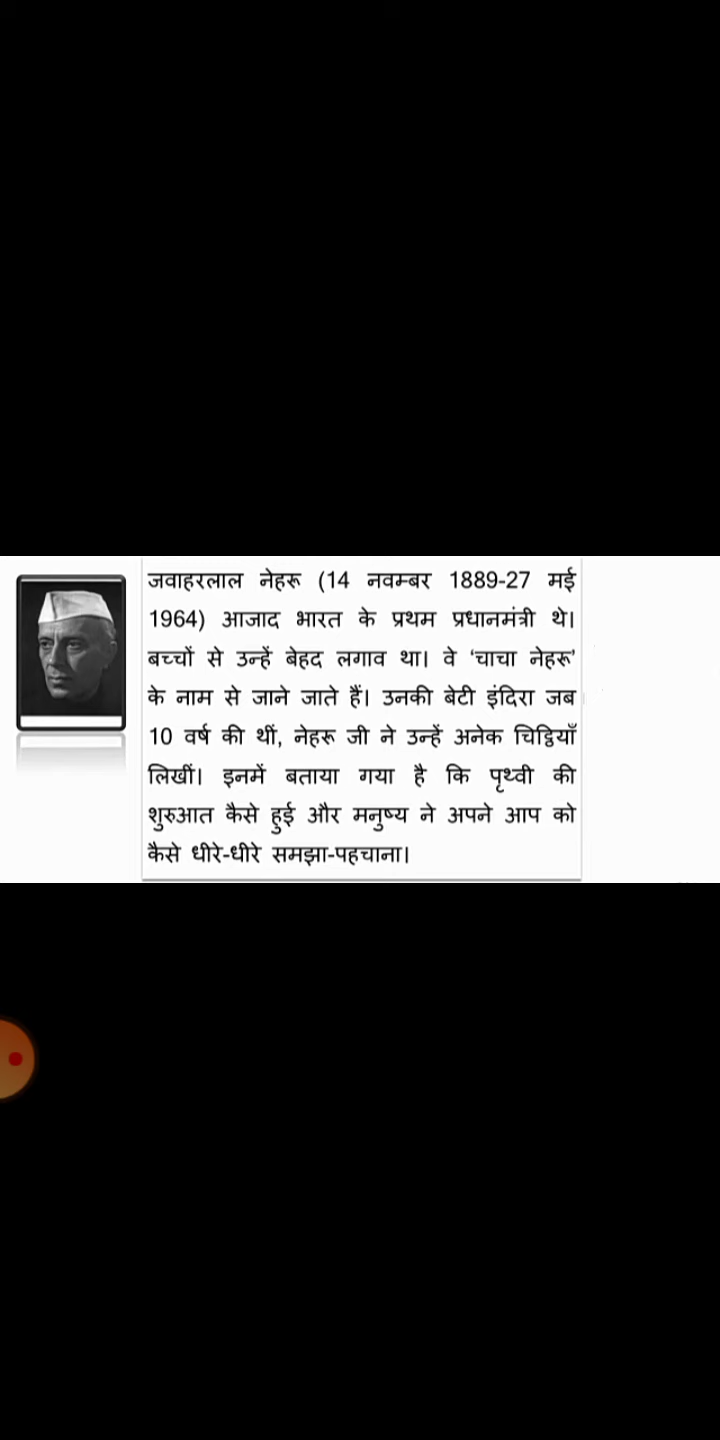 जवाहरलाल नेहरू (14 नवम्बर 1889-27 मई
1964) आजाद भारत के प्रथम प्रधानमंत्री थे।
बच्चों से उन्हें बेहद लगाव था। वे ‘चाचा नेहरू’
के नाम से जाने जाते हैं। उनकी बेटी इंदिरा जब
10 वर्ष की थीं, नेहरू जी ने उन्हें अनेक चिट्ठियाँ
लिखीं। इनमें बताया गया है कि पृथ्वी की
शुरुआत कैसे हुई और मनुष्य ने अपने आप को
कैसे धीरे-धीरे समझा-पहचाना।